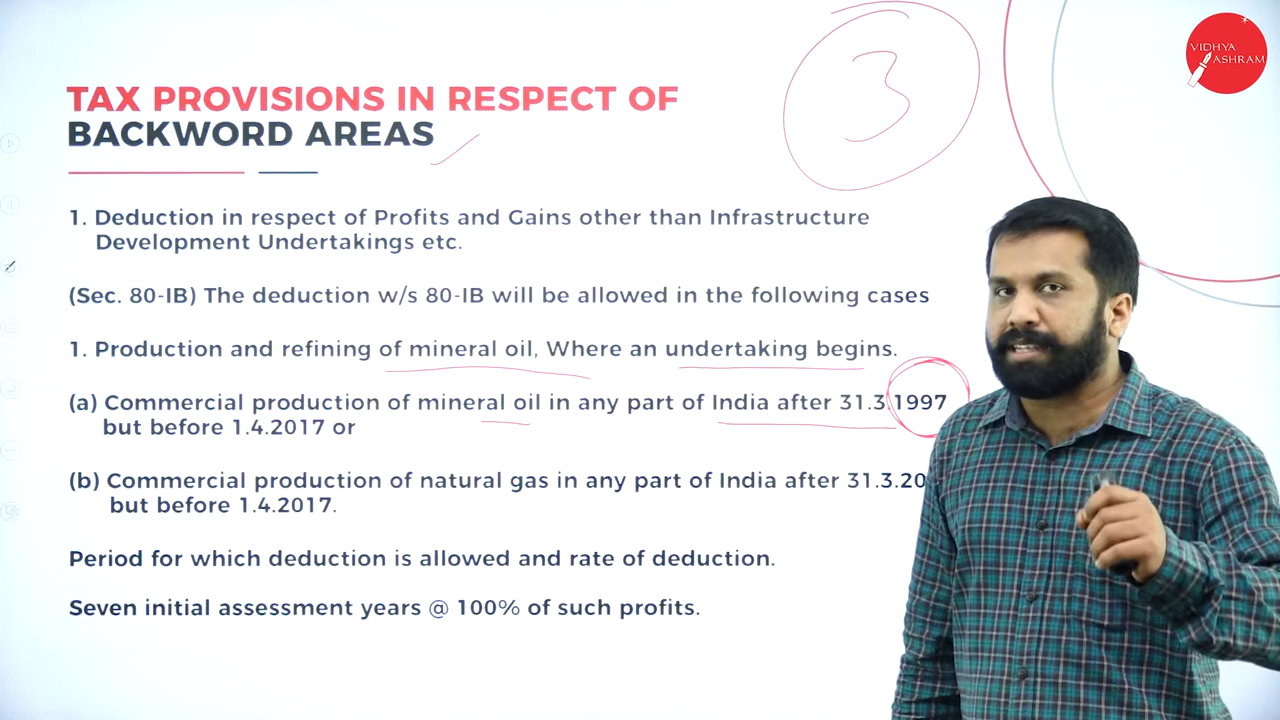 VIDHYA
ASHRAM
3
TAX PROVISIONS IN RESPECT OF
BACKWORD AREAS
1. Deduction in respect of Profits and Gains other than Infrastructure
Development Undertakings etc.
(Sec. 80-IB) The deduction w/s 80-IB will be allowed in the following cases
1. Production and refining of mineral oil, Where an undertaking begins.
(a) Commercial production of mineral oil in any part of India after 31.3.1997
but before 1.4.2017 or
(b) Commercial production of natural gas in any part of India after
but before 1.4.2017.
Period for which deduction is allowed and rate of deduction.
Seven initial assessment years @ 100% of such profits.